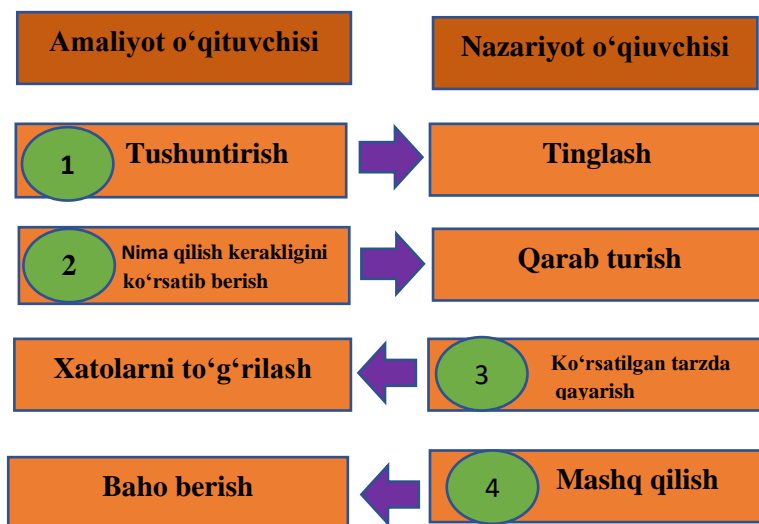 Amaliyot o‘qituvchisi
Nazariyot o‘qiuvchisi
1 Tushuntirish
Tinglash
2 Nima qilish kerakligini
ko‘rsatib berish
Qarab turish
Xatolarni to‘g‘rilash
3 Ko‘rsatilgan tarzda
qayarish
Baho berish
4 Mashq qilish